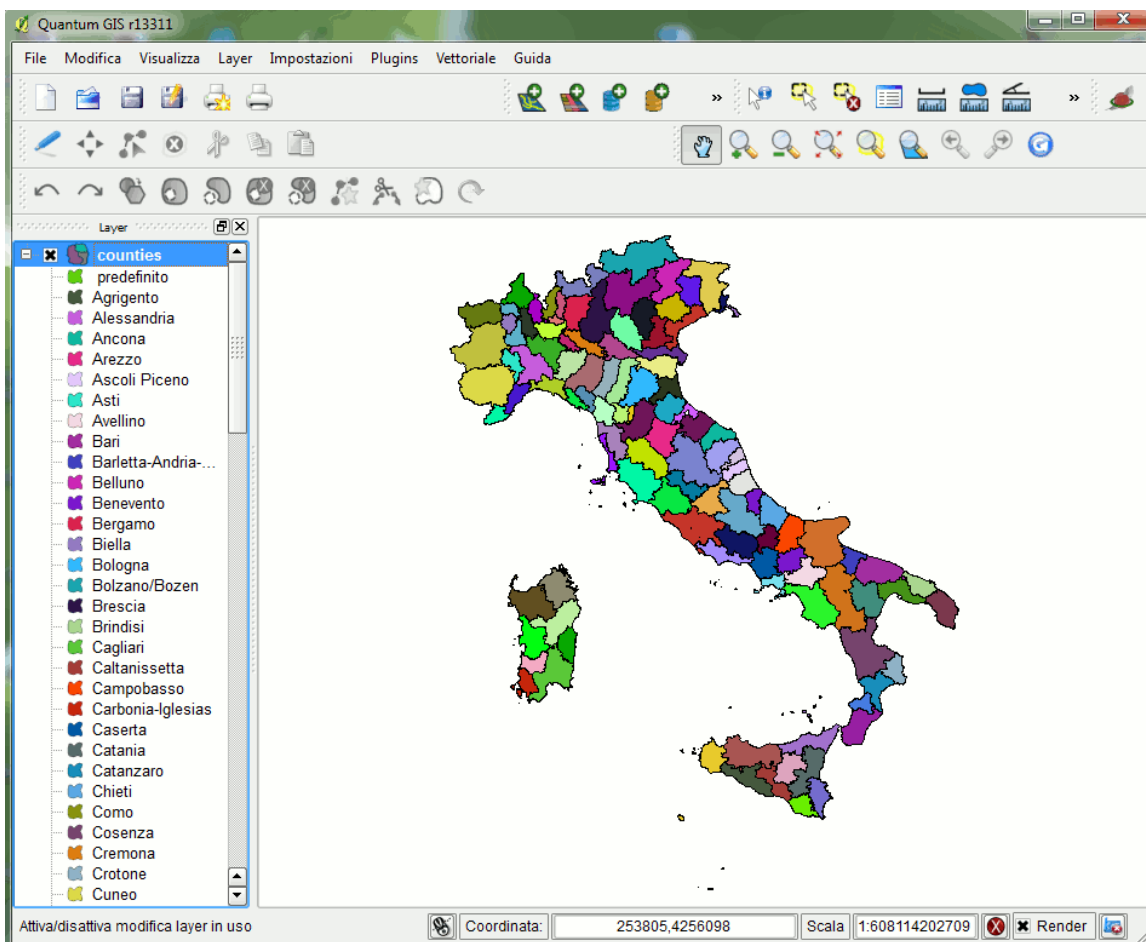 Quantum GIS r13311
File Modifica Visualizza Layer Impostazioni Plugins Vettoriale Guida
» »
Layer
counties
predefinito
Agrigento
Alessandria
Ancona
Arezzo
Ascoli Piceno
Asti
Avellino
Bari
Barletta-Andria-...
Belluno
Benevento
Bergamo
Biella
Bologna
Bolzano/Bozen
Brescia
Brindisi
Cagliari
Caltanissetta
Campobasso
Carbonia-Iglesias
Caserta
Catania
Catanzaro
Chieti
Como
Cosenza
Cremona
Crotone
Cuneo
Attiva/disattiva modifica layer in uso Coordinata: 253805,4256098 Scala 1:608114202709 Render